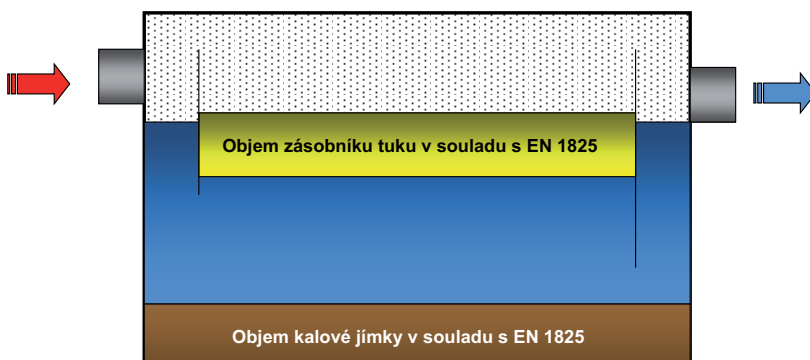 Objem zásobníku tuku v souladu s EN 1825
Objem kalové jímky v souladu s EN 1825